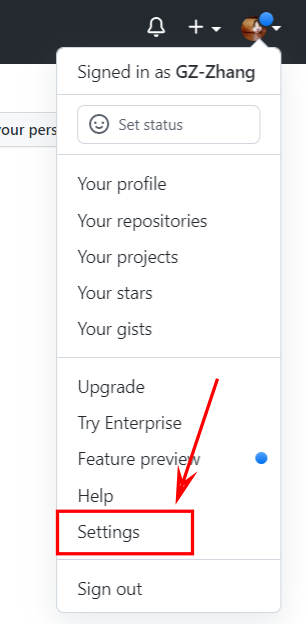 Signed in as GZ-Zhang
your pers
Set status
Your profile
Your repositories
Your projects
Your stars
Your gists
Upgrade
Try Enterprise
Feature preview
Help
Settings
Sign out